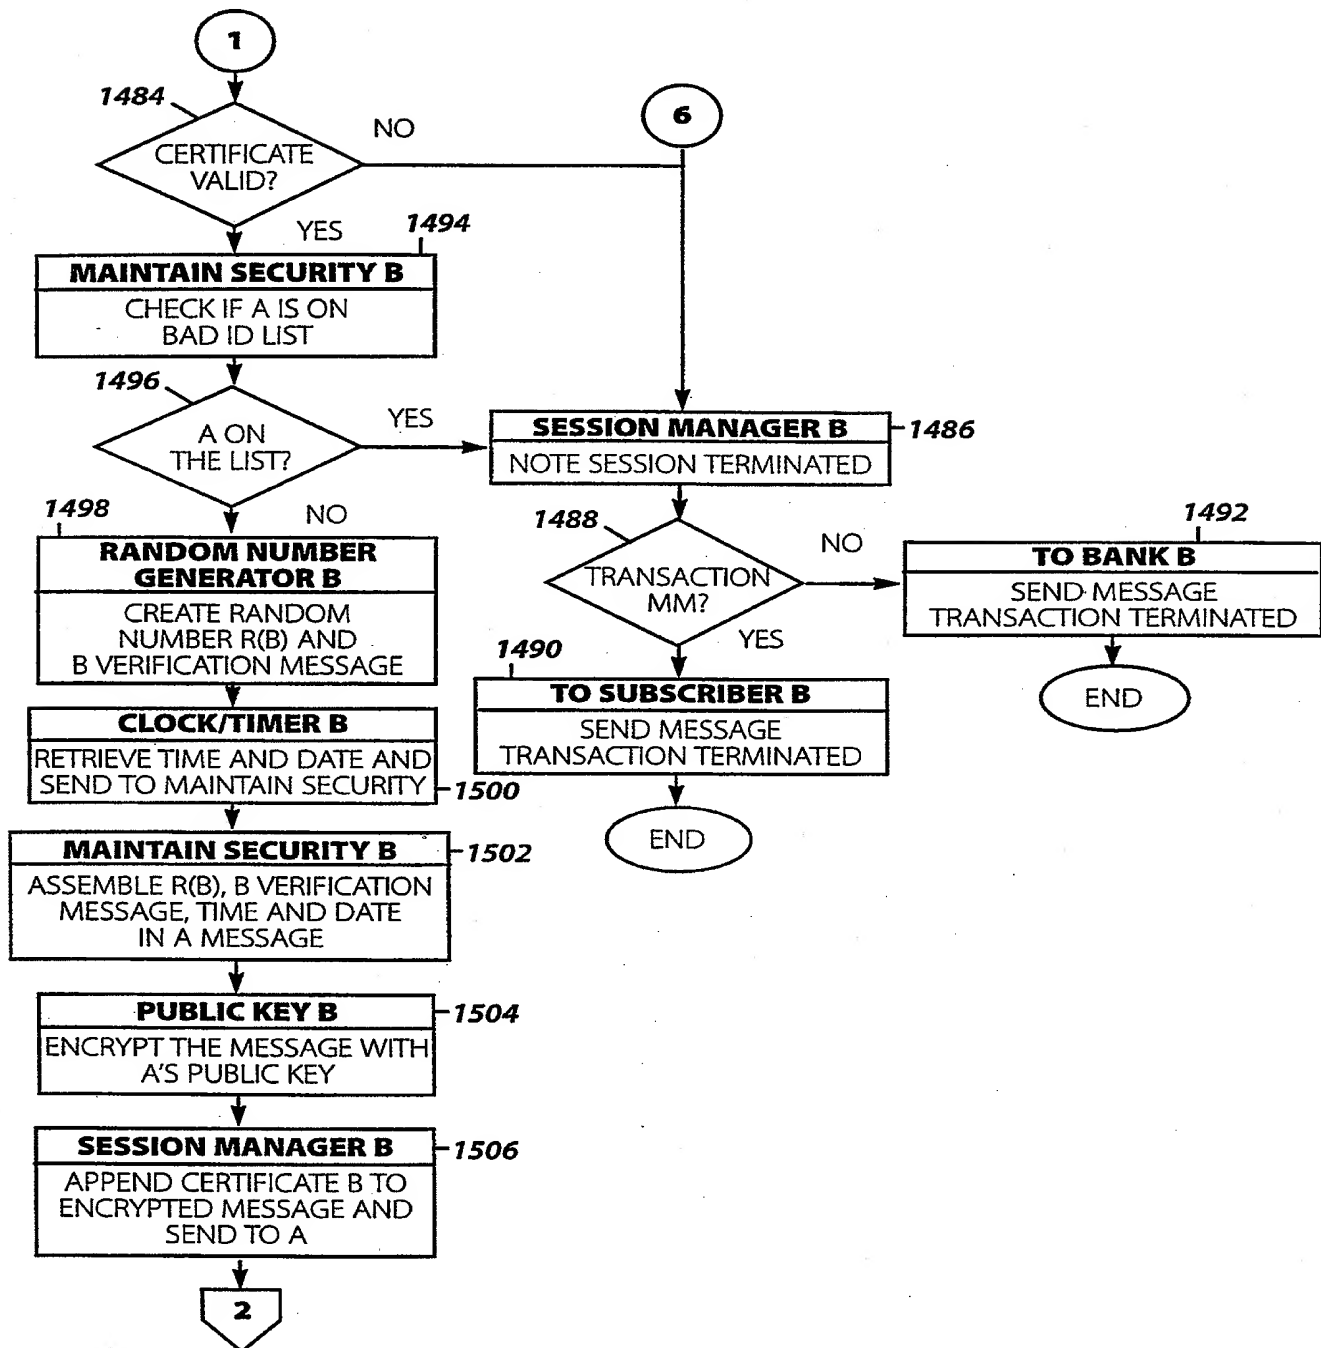 1
1484
CERTIFICATE
VALID?
NO
6
YES
1494
MAINTAIN SECURITY B
CHECK IF A IS ON
BAD ID LIST
1496
A ON
THE LIST?
YES
SESSION MANAGER B
1486
NOTE SESSION TERMINATED
NO
1498
RANDOM NUMBER
GENERATOR B
CREATE RANDOM
NUMBER R(B) AND
B VERIFICATION MESSAGE
1488
TRANSACTION
MM?
NO
1492
TO BANK B
SEND MESSAGE
TRANSACTION TERMINATED
END
YES
1490
TO SUBSCRIBER B
SEND MESSAGE
TRANSACTION TERMINATED
END
CLOCK/TIMER B
RETRIEVE TIME AND DATE AND
SEND TO MAINTAIN SECURITY
1500
MAINTAIN SECURITY B
1502
ASSEMBLE R(B), B VERIFICATION
MESSAGE, TIME AND DATE
IN A MESSAGE
PUBLIC KEY B
1504
ENCRYPT THE MESSAGE WITH
A'S PUBLIC KEY
SESSION MANAGER B
1506
APPEND CERTIFICATE B TO
ENCRYPTED MESSAGE AND
SEND TO A
2